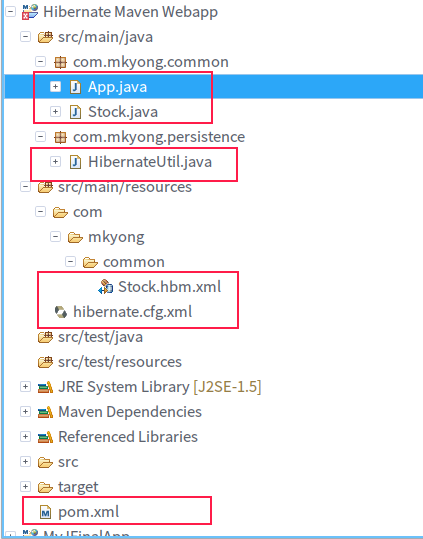 Hibernate Maven Webapp
src/main/java
com.mkyong.common
App.java
Stock.java
com.mkyong.persistence
HibernateUtil.java
src/main/resources
com
mkyong
common
Stock.hbm.xml
hibernate.cfg.xml
src/test/java
src/test/resources
JRE System Library [J2SE-1.5]
Maven Dependencies
Referenced Libraries
src
target
pom.xml
MyJFinalApp